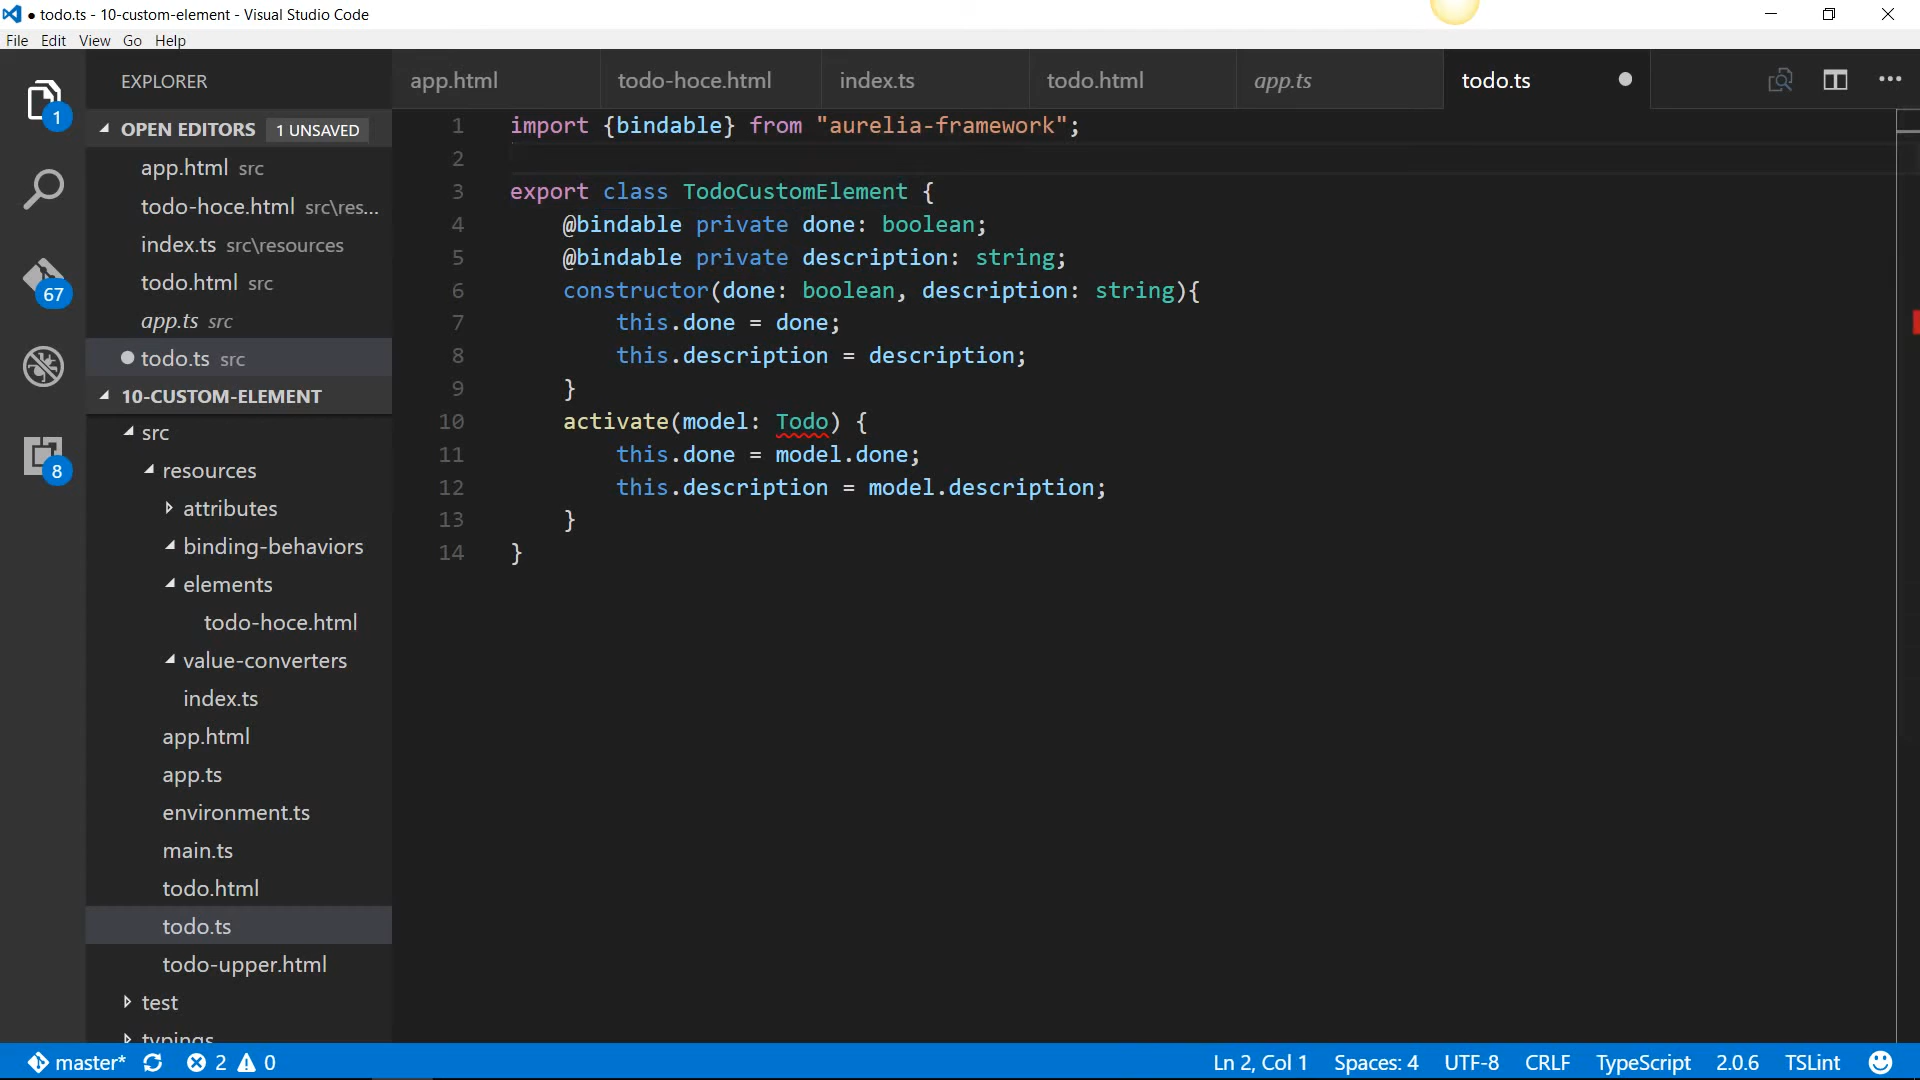 ● todo.ts - 10-custom-element - Visual Studio Code
File Edit View Go Help
EXPLORER
OPEN EDITORS 1 UNSAVED
app.html src
todo-hoce.html src\res...
index.ts src\resources
todo.html src
app.ts src
● todo.ts src
10-CUSTOM-ELEMENT
src
resources
attributes
binding-behaviors
elements
todo-hoce.html
value-converters
index.ts
app.html
app.ts
environment.ts
main.ts
todo.html
todo.ts
todo-upper.html
test
typings
1
67
8
app.html todo-hoce.html index.ts todo.html app.ts todo.ts ●
1 import {bindable} from "aurelia-framework";
2
3 export class TodoCustomElement {
4     @bindable private done: boolean;
5     @bindable private description: string;
6     constructor(done: boolean, description: string){
7         this.done = done;
8         this.description = description;
9     }
10     activate(model: Todo) {
11         this.done = model.done;
12         this.description = model.description;
13     }
14 }
master* 2 0 Ln 2, Col 1 Spaces: 4 UTF-8 CRLF TypeScript 2.0.6 TSLint